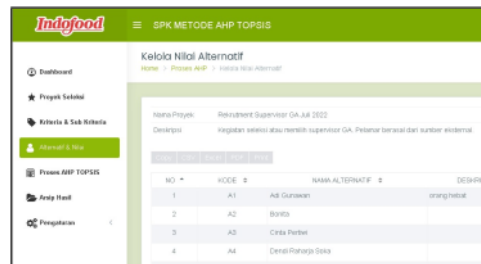 Indofood
SPK METODE AHP TOPSIS
Kelola Nilai Alternatif
Home > Proses AHP > Kelola Nilai Alternatif
Dashboard
Proyek Seleksi
Kriteria & Sub Kriteria
Alternatif & Nilai
Proses AHP TOPSIS
Arsip Hasil
Pengaturan
Nama Proyek Rekrutment Supervisor GA Juli 2022
Deskripsi Kegiatan seleksi atau memilih supervisor GA. Pelamar berasal dari sumber eksternal.
Copy CSV Excel PDF Print
NO KODE NAMA ALTERNATIF DESKRI
1 A1 Adi Gunawan orang hebat
2 A2 Bonita
3 A3 Cinta Pertiwi
4 A4 Densli Raharja Soka